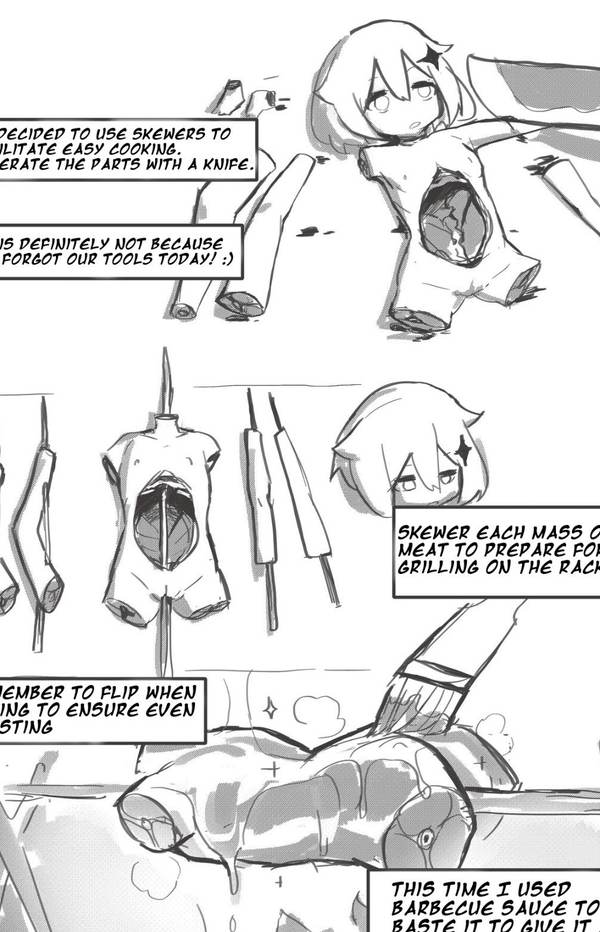 DECIDED TO USE SKEWERS TO
ILITATE EASY COOKING.
ERATE THE PARTS WITH A KNIFE.
IS DEFINITELY NOT BECAUSE
FORGOT OUR TOOLS TODAY! :)
SKEWER EACH MASS O
MEAT TO PREPARE FO
GRILLING ON THE RACK
MEMBER TO FLIP WHEN
ING TO ENSURE EVEN
STING
THIS TIME I USED
BARBECUE SAUCE TO
BASTE IT TO GIVE IT